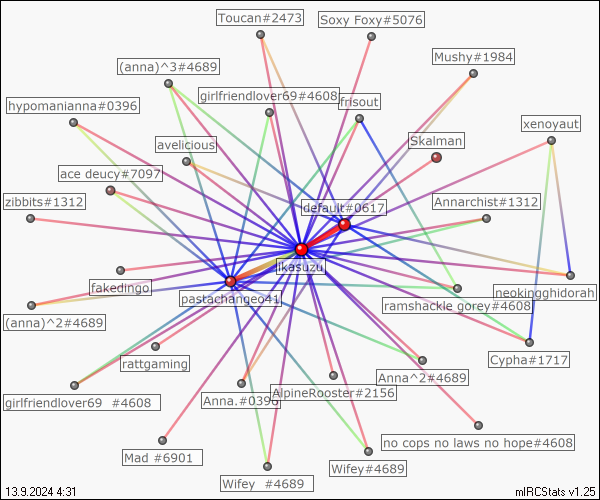 Toucan#2473
Soxy Foxy#5076
Mushy#1984
(anna)^3#4689
girlfriendlover69#4608
frisout
hypomanianna#0396
xenoyaut
avelicious
Skalman
ace deucy#7097
default#0617
Annarchist#1312
zibbits#1312
jikasuzu
fakedingo
pastachangeo41
neokingghidorah
ramshackle gorey#4608
(anna)^2#4689
rattgaming
Cypha#1717
Anna^2#4689
girlfriendlover69 #4608
Anna.#0396
AlpineRooster#2156
no cops no laws no hope#4608
Mad #6901
Wifey #4689
Wifey#4689
13.9.2024 4:31
mIRCStats v1.25